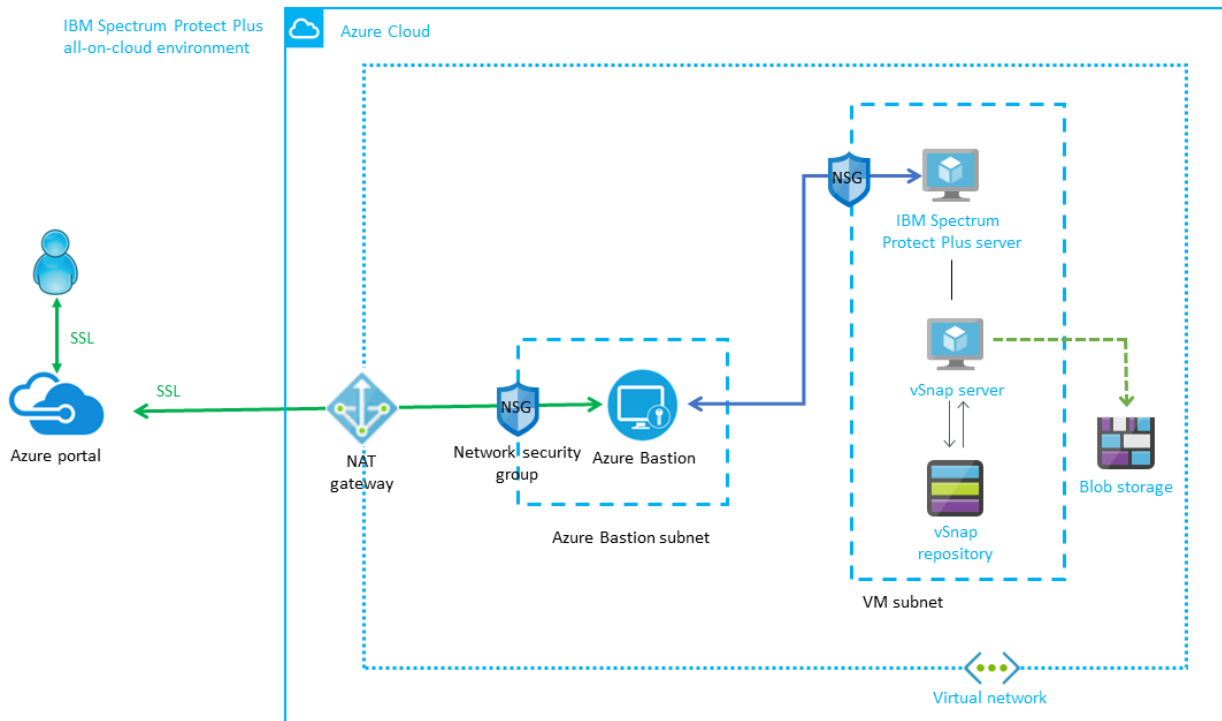 IBM Spectrum Protect Plus
all-on-cloud environment
Azure Cloud
NSG
IBM Spectrum
Protect Plus server
SSL
SSL
vSnap server
NSG
Azure portal
NAT
gateway
Network security
group
Azure Bastion
Blob storage
Azure Bastion subnet
vSnap
repository
VM subnet
Virtual network